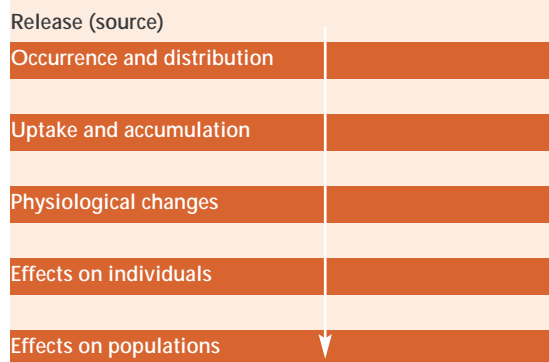 Release (source)
Occurrence and distribution
Uptake and accumulation
Physiological changes
Effects on individuals
Effects on populations